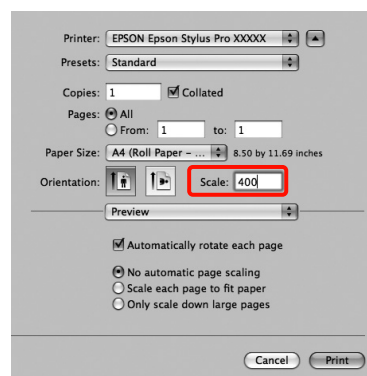 Printer: EPSON Epson Stylus Pro XXXXX
Presets: Standard
Copies: 1 Collated
Pages: All
From: 1 to: 1
Paper Size: A4 (Roll Paper – ... 8.50 by 11.69 inches
Orientation: Scale: 400
Preview
Automatically rotate each page
No automatic page scaling
Scale each page to fit paper
Only scale down large pages
Cancel Print